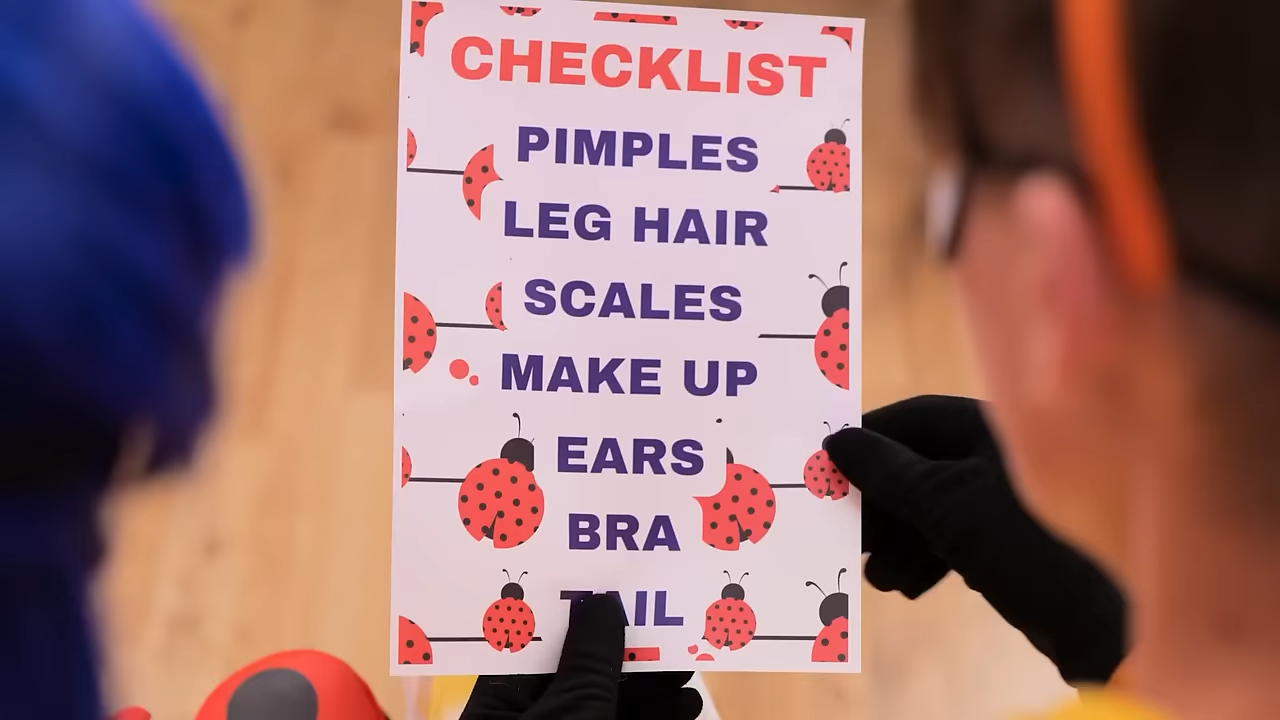 CHECKLIST
PIMPLES
LEG HAIR
SCALES
MAKE UP
EARS
BRA
TAIL